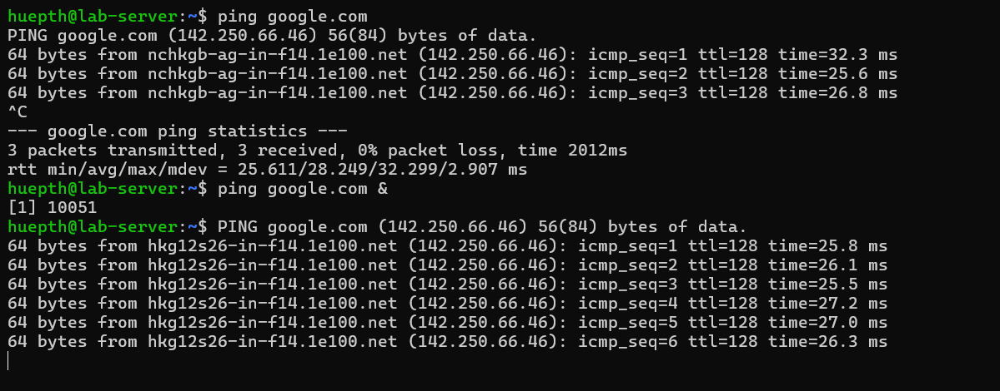 huepth@lab-server:~$ ping google.com
PING google.com (142.250.66.46) 56(84) bytes of data.
64 bytes from nchkgb-ag-in-f14.1e100.net (142.250.66.46): icmp_seq=1 ttl=128 time=32.3 ms
64 bytes from nchkgb-ag-in-f14.1e100.net (142.250.66.46): icmp_seq=2 ttl=128 time=25.6 ms
64 bytes from nchkgb-ag-in-f14.1e100.net (142.250.66.46): icmp_seq=3 ttl=128 time=26.8 ms
^C
--- google.com ping statistics ---
3 packets transmitted, 3 received, 0% packet loss, time 2012ms
rtt min/avg/max/mdev = 25.611/28.249/32.299/2.907 ms
huepth@lab-server:~$ ping google.com &
[1] 10051
huepth@lab-server:~$ PING google.com (142.250.66.46) 56(84) bytes of data.
64 bytes from hkg12s26-in-f14.1e100.net (142.250.66.46): icmp_seq=1 ttl=128 time=25.8 ms
64 bytes from hkg12s26-in-f14.1e100.net (142.250.66.46): icmp_seq=2 ttl=128 time=26.1 ms
64 bytes from hkg12s26-in-f14.1e100.net (142.250.66.46): icmp_seq=3 ttl=128 time=25.5 ms
64 bytes from hkg12s26-in-f14.1e100.net (142.250.66.46): icmp_seq=4 ttl=128 time=27.2 ms
64 bytes from hkg12s26-in-f14.1e100.net (142.250.66.46): icmp_seq=5 ttl=128 time=27.0 ms
64 bytes from hkg12s26-in-f14.1e100.net (142.250.66.46): icmp_seq=6 ttl=128 time=26.3 ms